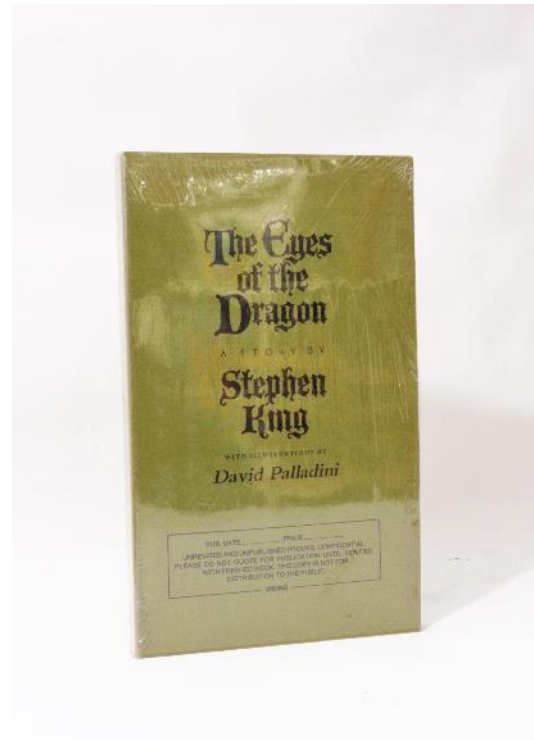 The Eyes
of the
Dragon
A STORY BY
Stephen
King
WITH ILLUSTRATIONS BY
David Palladini
PUB. DATE PRICE
UNREVISED AND UNPUBLISHED PROOFS. CONFIDENTIAL.
PLEASE DO NOT QUOTE FOR PUBLICATION UNTIL VERIFIED
WITH FINISHED BOOK. THIS COPY IS NOT FOR
DISTRIBUTION TO THE PUBLIC.
VIKING